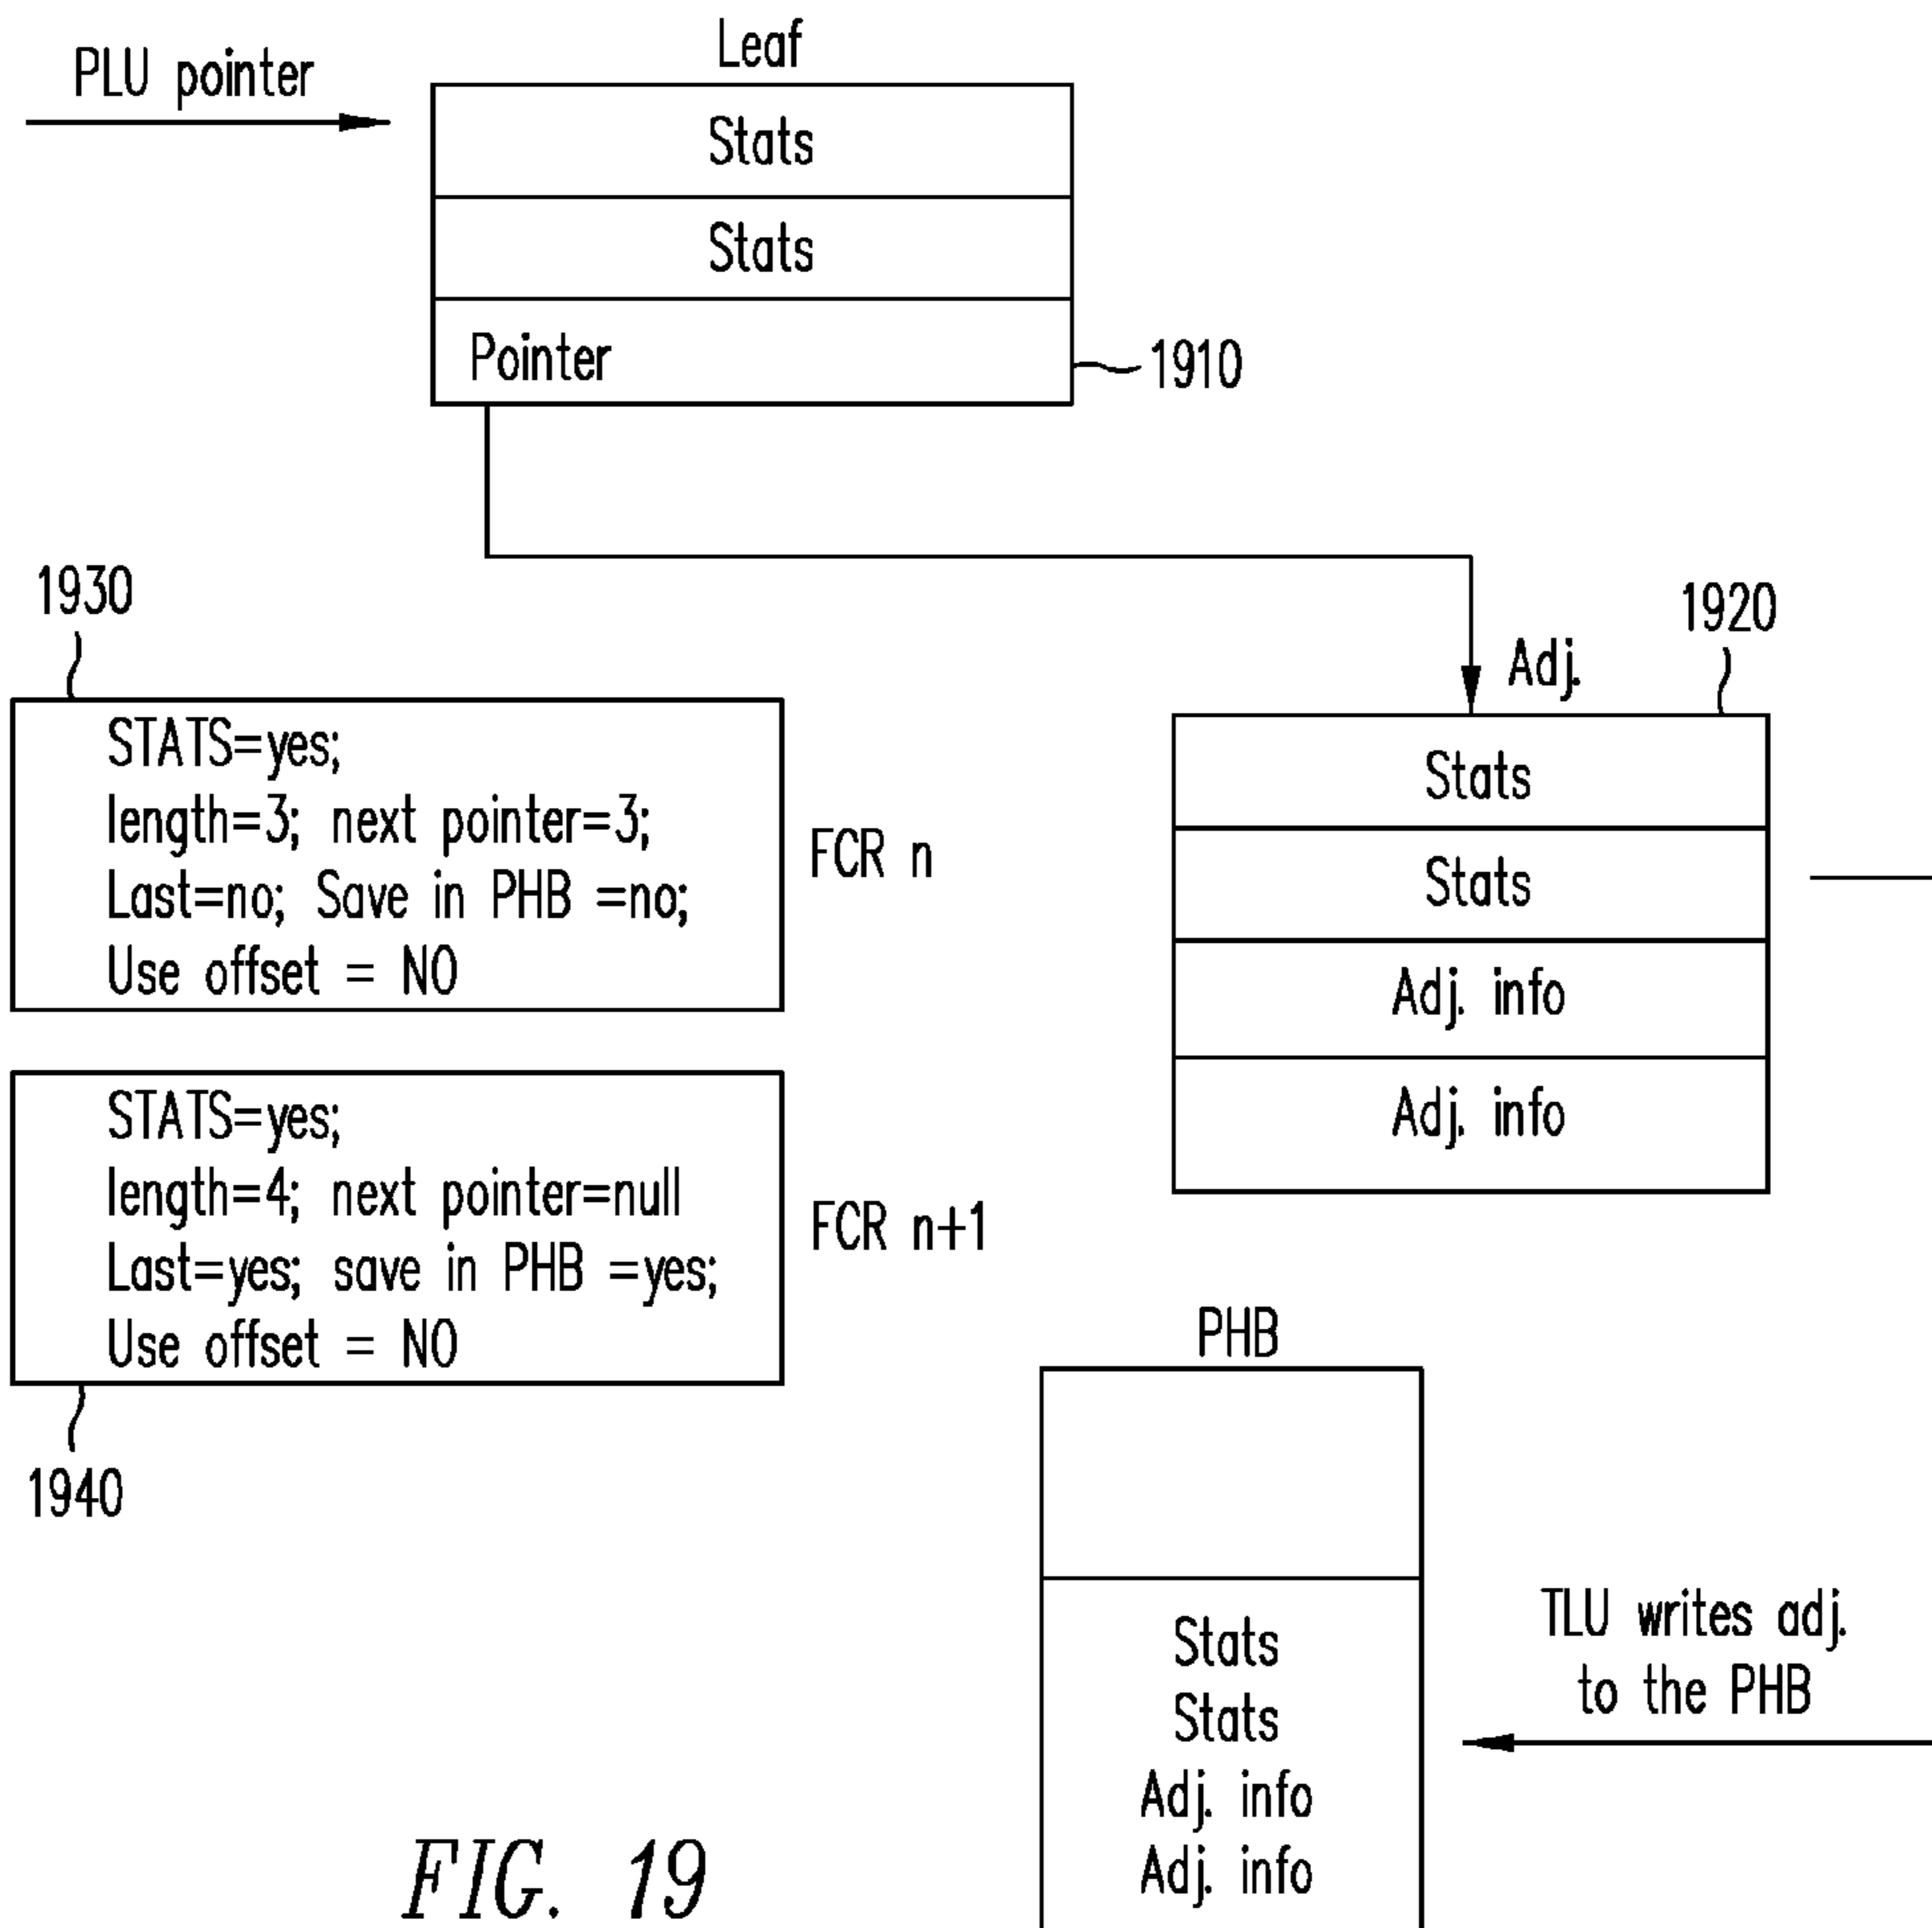 PLU pointer
Leaf
Stats
Stats
Pointer
1910
1930
STATS=yes;
length=3; next pointer=3;
Last=no; Save in PHB =no;
Use offset = NO
FCR n
1920
Adj.
Stats
Stats
Adj. info
Adj. info
STATS=yes;
length=4; next pointer=null
Last=yes; save in PHB =yes;
Use offset = NO
FCR n+1
1940
PHB
Stats
Stats
Adj. info
Adj. info
TLU writes adj.
to the PHB
FIG. 19